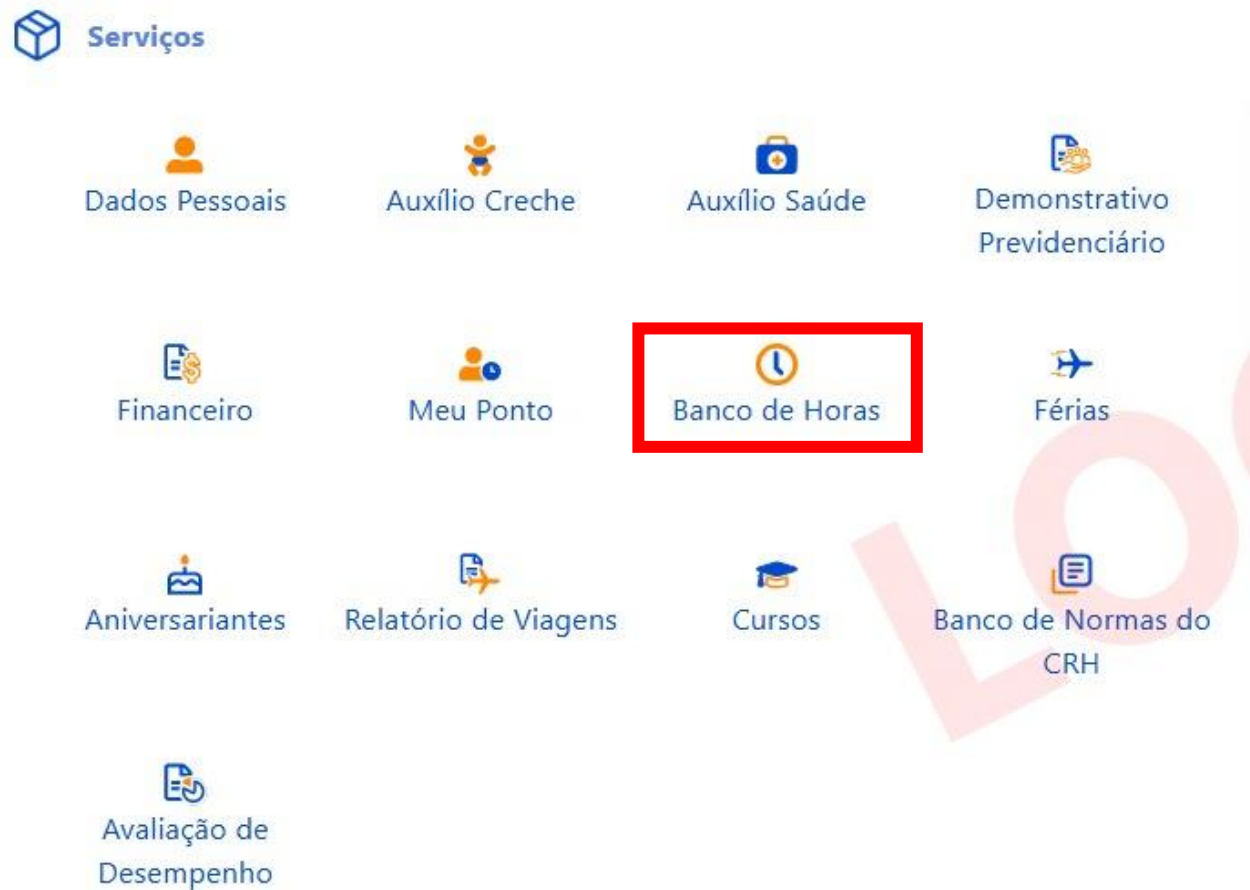 Serviços
Dados Pessoais
Auxílio Creche
Auxílio Saúde
Demonstrativo
Previdenciário
Financeiro
Meu Ponto
Banco de Horas
Férias
Aniversariantes
Relatório de Viagens
Cursos
Banco de Normas do
CRH
Avaliação de
Desempenho